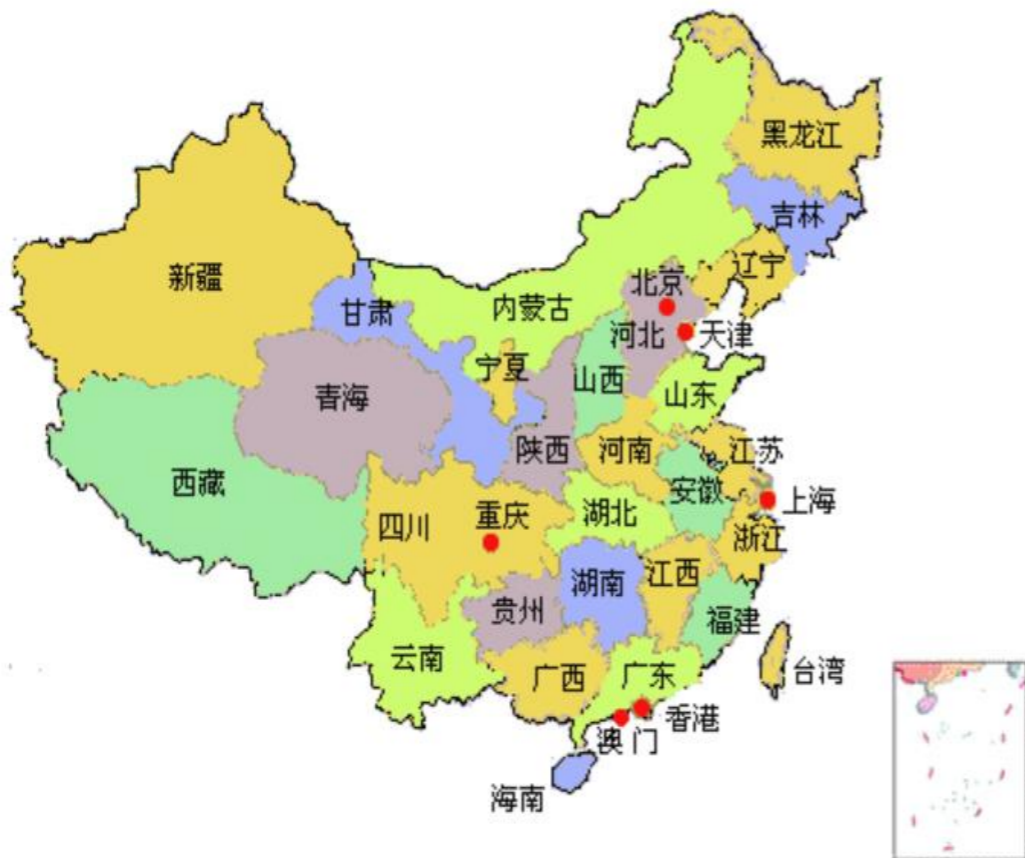 黑龙江
吉林
辽宁
新疆
北京
内蒙古
甘肃
河北
天津
宁夏
山西
山东
青海
陕西
河南
江苏
西藏
安徽
上海
四川
重庆
湖北
浙江
湖南
江西
贵州
福建
云南
广西
广东
台湾
香港
澳门
海南